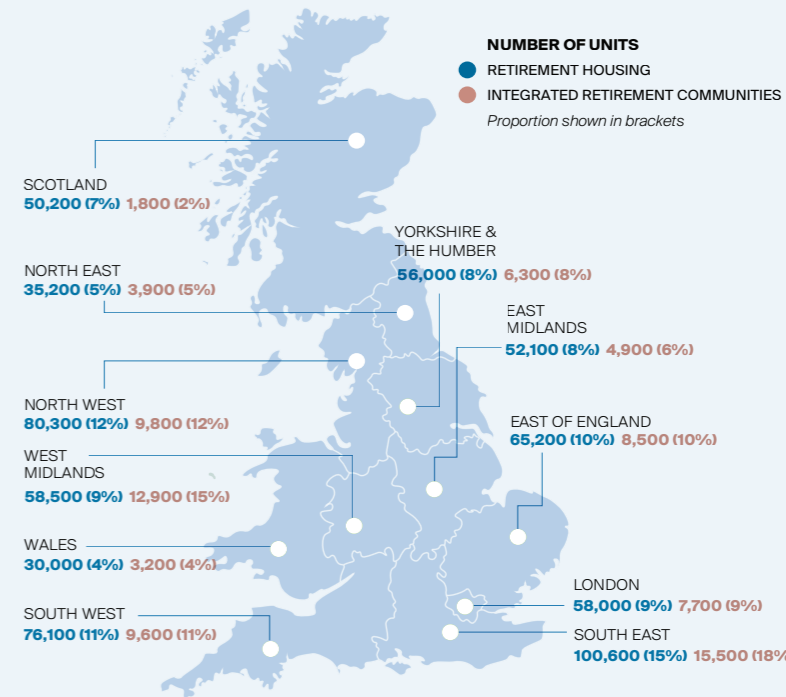 NUMBER OF UNITS
RETIREMENT HOUSING
INTEGRATED RETIREMENT COMMUNITIES
Proportion shown in brackets
SCOTLAND
50,200 (7%) 1,800 (2%)
YORKSHIRE &
THE HUMBER
56,000 (8%) 6,300 (8%)
NORTH EAST
35,200 (5%) 3,900 (5%)
EAST
MIDLANDS
52,100 (8%) 4,900 (6%)
NORTH WEST
80,300 (12%) 9,800 (12%)
EAST OF ENGLAND
65,200 (10%) 8,500 (10%)
WEST
MIDLANDS
58,500 (9%) 12,900 (15%)
WALES
30,000 (4%) 3,200 (4%)
LONDON
58,000 (9%) 7,700 (9%)
SOUTH WEST
76,100 (11%) 9,600 (11%)
SOUTH EAST
100,600 (15%) 15,500 (18%